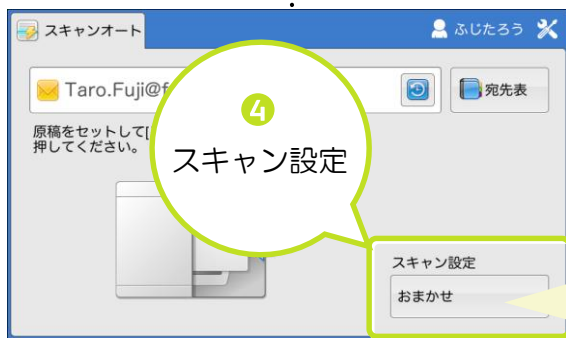 スキャンオート
ふじたろう
Taro.Fuji@f
宛先表
原稿をセットして[
押してください。
4
スキャン設定
スキャン設定
おまかせ